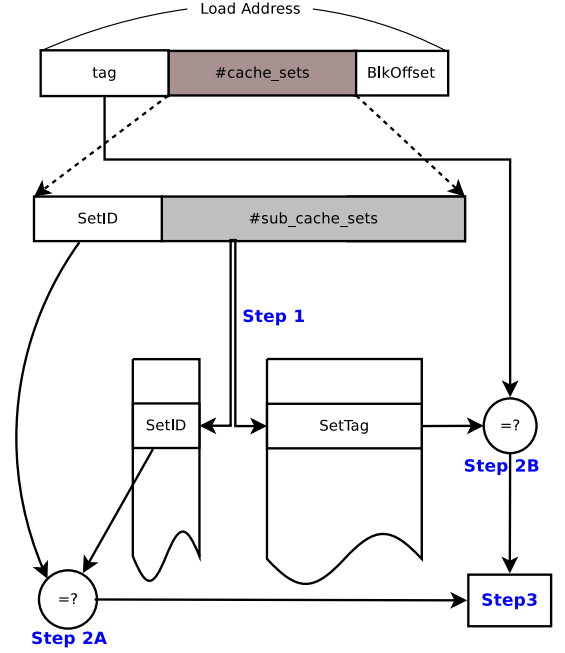 Load Address
tag
#cache_sets
BlkOffset
SetID
#sub_cache_sets
Step 1
SetID
SetTag
=?
Step 2B
=?
Step3
Step 2A